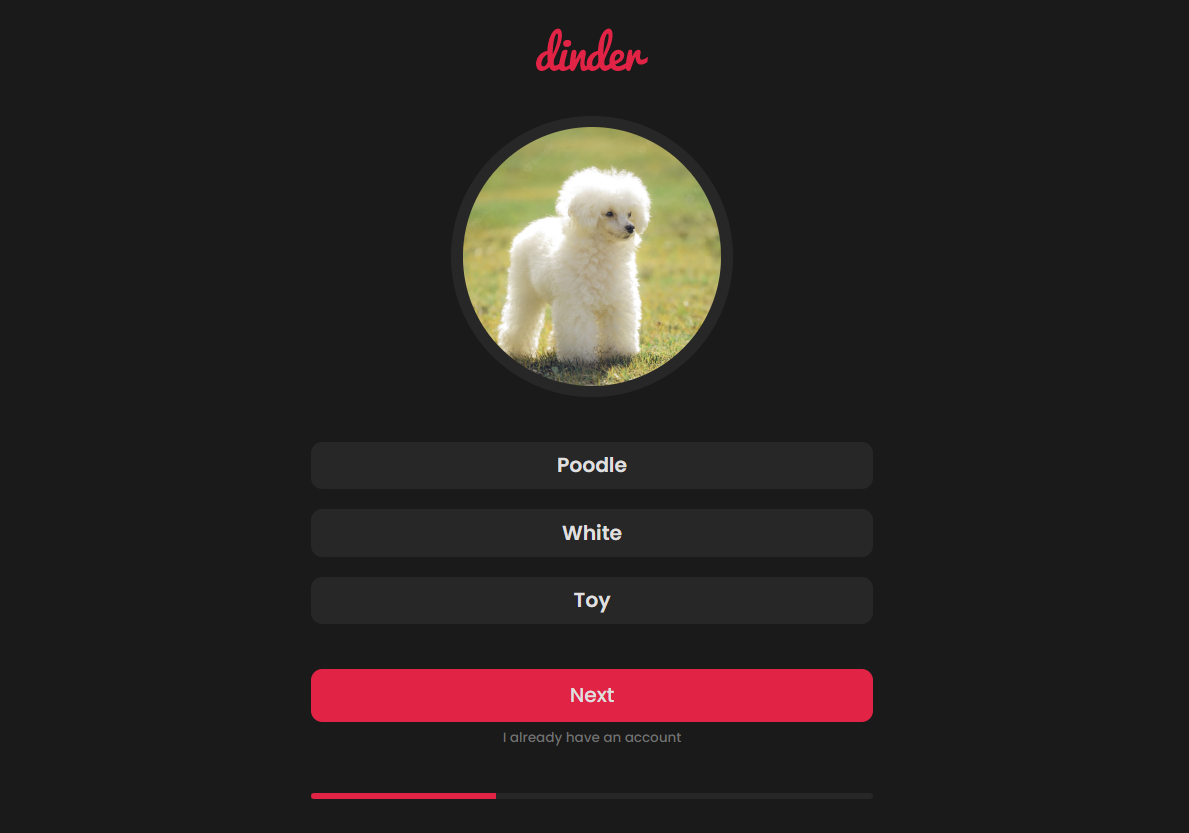 dinder
Poodle
White
Toy
Next
I already have an account